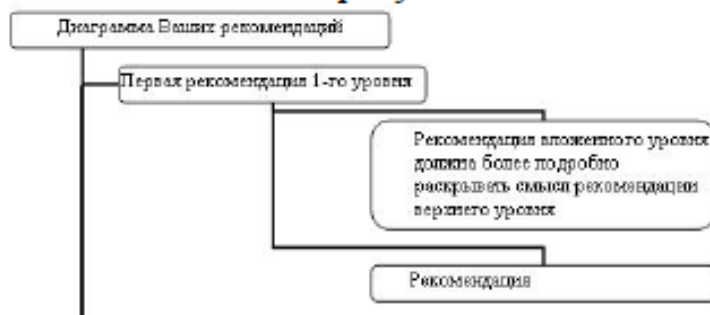 Диаграмма Ваших рекомендаций
Первая рекомендация 1-го уровня
Рекомендация вложенного уровня
должна более подробно
раскрывать смысл рекомендации
верхнего уровня
Рекомендация